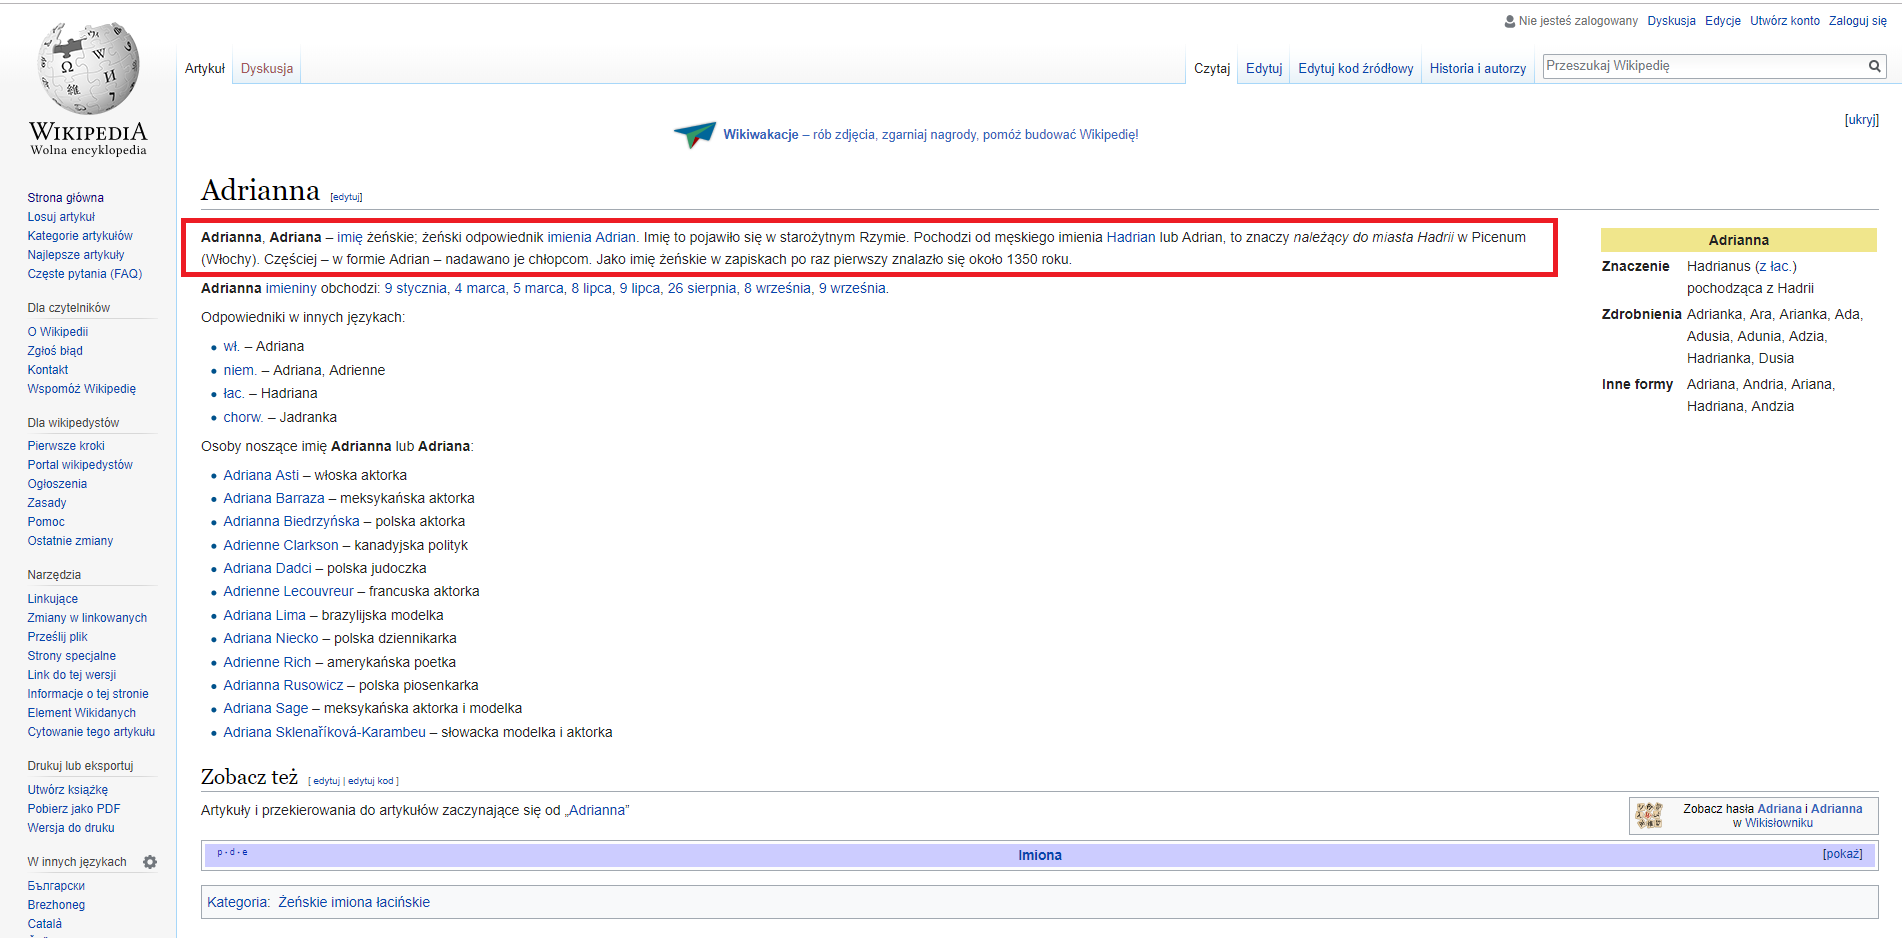 Nie jesteś zalogowany Dyskusja Edycje Utwórz konto Zaloguj się
Artykuł Dyskusja Czytaj Edytuj Edytuj kod źródłowy Historia i autorzy Przeszukaj Wikipedię
WIKIPEDIA
Wolna encyklopedia
Strona główna
Losuj artykuł
Kategorie artykułów
Najlepsze artykuły
Częste pytania (FAQ)
Dla czytelników
O Wikipedii
Zgłoś błąd
Kontakt
Wspomóż Wikipedię
Dla wikipedystów
Pierwsze kroki
Portal wikipedystów
Ogłoszenia
Zasady
Pomoc
Ostatnie zmiany
Narzędzia
Linkujące
Zmiany w linkowanych
Prześlij plik
Strony specjalne
Link do tej wersji
Informacje o tej stronie
Element Wikidanych
Cytowanie tego artykułu
Drukuj lub eksportuj
Utwórz książkę
Pobierz jako PDF
Wersja do druku
W innych językach
Български
Brezhoneg
Català
[ukryj]
Wikiwakacje – rób zdjęcia, zgarniaj nagrody, pomóż budować Wikipedię!
Adrianna [edytuj]
Adrianna, Adriana – imię żeńskie; żeński odpowiednik imienia Adrian. Imię to pojawiło się w starożytnym Rzymie. Pochodzi od męskiego imienia Hadrian lub Adrian, to znaczy należący do miasta Hadrii w Picenum
(Włochy). Częściej – w formie Adrian – nadawano je chłopcom. Jako imię żeńskie w zapiskach po raz pierwszy znalazło się około 1350 roku.
Adrianna imieniny obchodzi: 9 stycznia, 4 marca, 5 marca, 8 lipca, 9 lipca, 26 sierpnia, 8 września, 9 września.
Odpowiedniki w innych językach:
wł. – Adriana
niem. – Adriana, Adrienne
łac. – Hadriana
chorw. – Jadranka
Osoby noszące imię Adrianna lub Adriana:
Adriana Asti – włoska aktorka
Adriana Barraza – meksykańska aktorka
Adrianna Biedrzyńska – polska aktorka
Adrienne Clarkson – kanadyjska polityk
Adriana Dadci – polska judoczka
Adrienne Lecouvreur – francuska aktorka
Adriana Lima – brazylijska modelka
Adriana Niecko – polska dziennikarka
Adrienne Rich – amerykańska poetka
Adrianna Rusowicz – polska piosenkarka
Adriana Sage – meksykańska aktorka i modelka
Adriana Sklenaříková-Karambeu – słowacka modelka i aktorka
Adrianna
Znaczenie Hadrianus (z łac.)
pochodząca z Hadrii
Zdrobnienia Adrianka, Ara, Arianka, Ada,
Adusia, Adunia, Adzia,
Hadrianka, Dusia
Inne formy Adriana, Andria, Ariana,
Hadriana, Andzia
Zobacz też [ edytuj | edytuj kod ]
Artykuły i przekierowania do artykułów zaczynające się od „Adrianna”
Zobacz hasła Adriana i Adrianna
w Wikisłowniku
p · d · e Imiona [pokaż]
Kategoria: Żeńskie imiona łacińskie